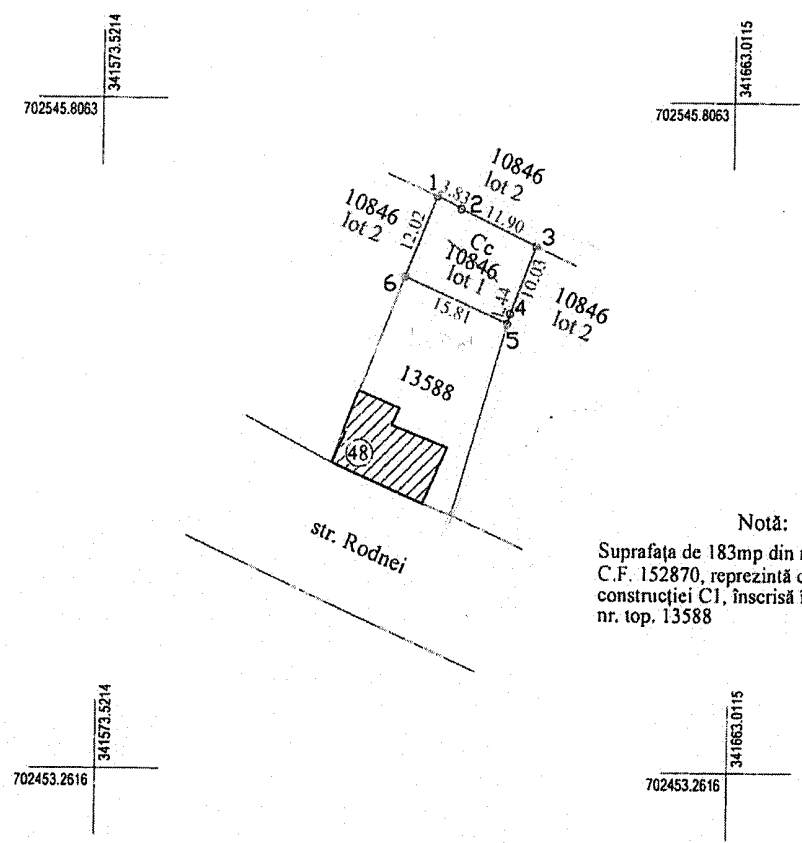 341573.5214
702545.8063
341663.0115
702545.8063
10846
lot 2
1
3.83
2
11.90
3
10846
lot 2
12.02
Cc
10846
lot 1
10.03
6
15.81
1.44
4
5
10846
lot 2
13588
48
str. Rodnei
Notă:
Suprafaţa de 183mp din
C.F. 152870, reprezintă
construcţiei C1, înscrisă
nr. top. 13588
341573.5214
702453.2616
341663.0115
702453.2616